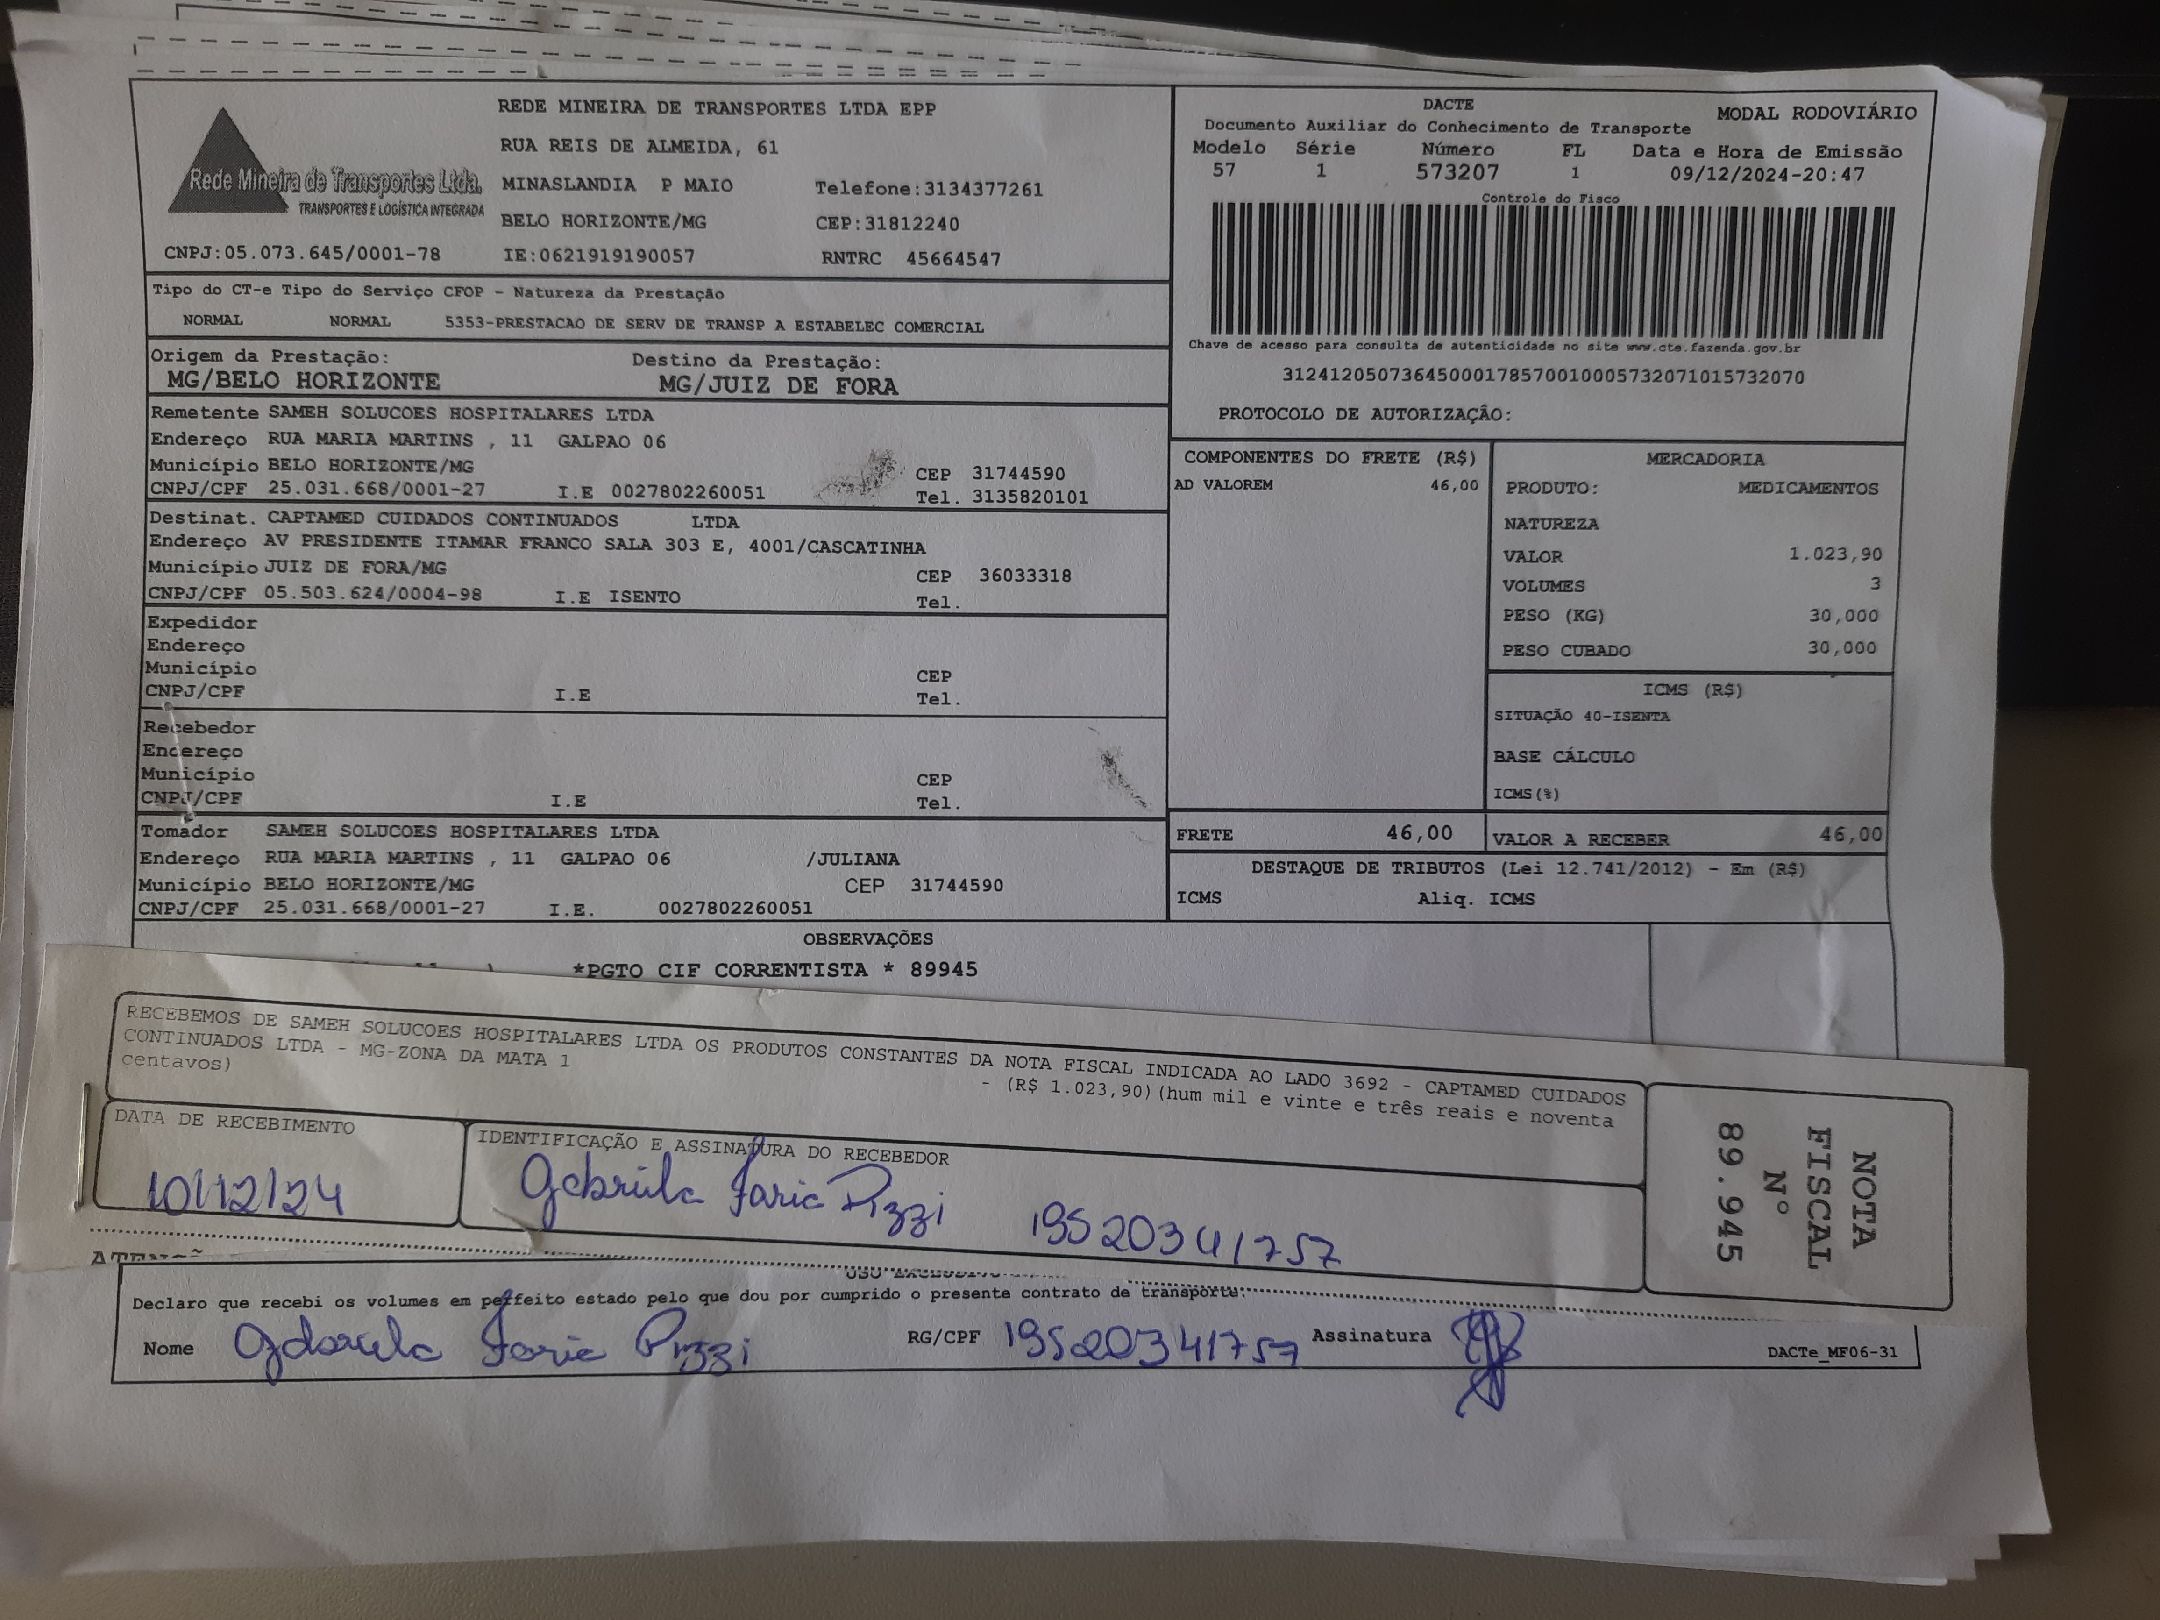 REDE MINEIRA DE TRANSPORTES LTDA EPP
RUA REIS DE ALMEIDA, 61
Rede Mineira de Transportes Ltda.
TRANSPORTES E LOGÍSTICA INTEGRADA
MINASLANDIA P MAIO Telefone:3134377261
BELO HORIZONTE/MG CEP:31812240
CNPJ:05.073.645/0001-78 IE:0621919190057 RNTRC 45664547
DACTE MODAL RODOVIÁRIO
Documento Auxiliar do Conhecimento de Transporte
Modelo Série Número FL Data e Hora de Emissão
57 1 573207 1 09/12/2024-20:47
Controle do Fisco
Chave de acesso para consulta de autenticidade no site www.cte.fazenda.gov.br
31241205073645000178570010005732071015732070
PROTOCOLO DE AUTORIZAÇÃO:
Tipo do CT-e Tipo do Serviço CFOP - Natureza da Prestação
NORMAL NORMAL 5353-PRESTACAO DE SERV DE TRANSP A ESTABELEC COMERCIAL
Origem da Prestação: Destino da Prestação:
MG/BELO HORIZONTE MG/JUIZ DE FORA
Remetente SAMEH SOLUCOES HOSPITALARES LTDA
Endereço RUA MARIA MARTINS , 11 GALPAO 06
Município BELO HORIZONTE/MG CEP 31744590
CNPJ/CPF 25.031.668/0001-27 I.E 0027802260051 Tel. 3135820101
Destinat. CAPTAMED CUIDADOS CONTINUADOS LTDA
Endereço AV PRESIDENTE ITAMAR FRANCO SALA 303 E, 4001/CASCATINHA
Município JUIZ DE FORA/MG CEP 36033318
CNPJ/CPF 05.503.624/0004-98 I.E ISENTO Tel.
Expedidor
Endereço
Município CEP
CNPJ/CPF I.E Tel.
Recebedor
Endereço
Município CEP
CNPJ/CPF I.E Tel.
Tomador SAMEH SOLUCOES HOSPITALARES LTDA
Endereço RUA MARIA MARTINS , 11 GALPAO 06 /JULIANA
Município BELO HORIZONTE/MG CEP 31744590
CNPJ/CPF 25.031.668/0001-27 I.E. 0027802260051
COMPONENTES DO FRETE (R$)
AD VALOREM 46,00
MERCADORIA
PRODUTO: MEDICAMENTOS
NATUREZA
VALOR 1.023,90
VOLUMES 3
PESO (KG) 30,000
PESO CUBADO 30,000
ICMS (R$)
SITUAÇÃO 40-ISENTA
BASE CÁLCULO
ICMS(%)
FRETE 46,00 VALOR A RECEBER 46,00
DESTAQUE DE TRIBUTOS (Lei 12.741/2012) - Em (R$)
ICMS Aliq. ICMS
OBSERVAÇÕES
*PGTO CIF CORRENTISTA * 89945
RECEBEMOS DE SAMEH SOLUCOES HOSPITALARES LTDA OS PRODUTOS CONSTANTES DA NOTA FISCAL INDICADA AO LADO 3692 - CAPTAMED CUIDADOS
CONTINUADOS LTDA - MG-ZONA DA MATA 1 - (R$ 1.023,90)(hum mil e vinte e três reais e noventa
centavos)
DATA DE RECEBIMENTO
10/12/24
IDENTIFICAÇÃO E ASSINATURA DO RECEBEDOR
Gabriela Faria Pizzi 19520341757
NOTA
FISCAL
Nº
89.945
Declaro que recebi os volumes em perfeito estado pelo que dou por cumprido o presente contrato de transporte.
Nome Gabriela Faria Pizzi RG/CPF 19520341757 Assinatura
DACTe_MF06-31